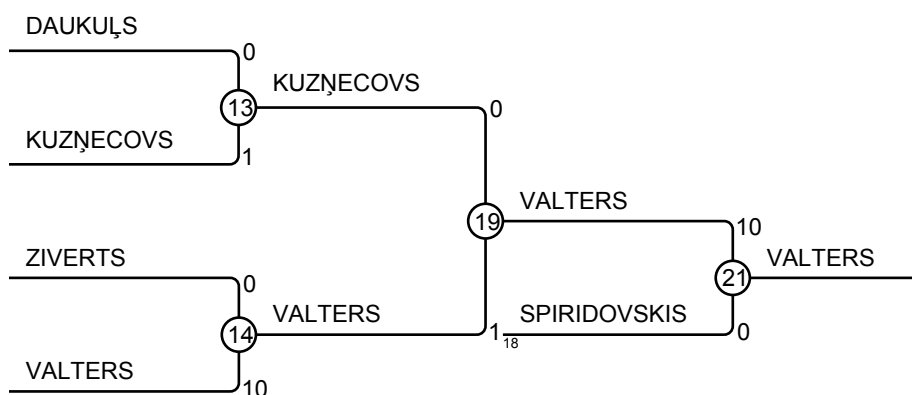 DAUKUĻS
0
13
KUZŅECOVS
0
KUZŅECOVS
1
19
VALTERS
10
ZIVERTS
0
21
VALTERS
14
VALTERS
1
18
SPIRIDOVSKIS
0
VALTERS
10